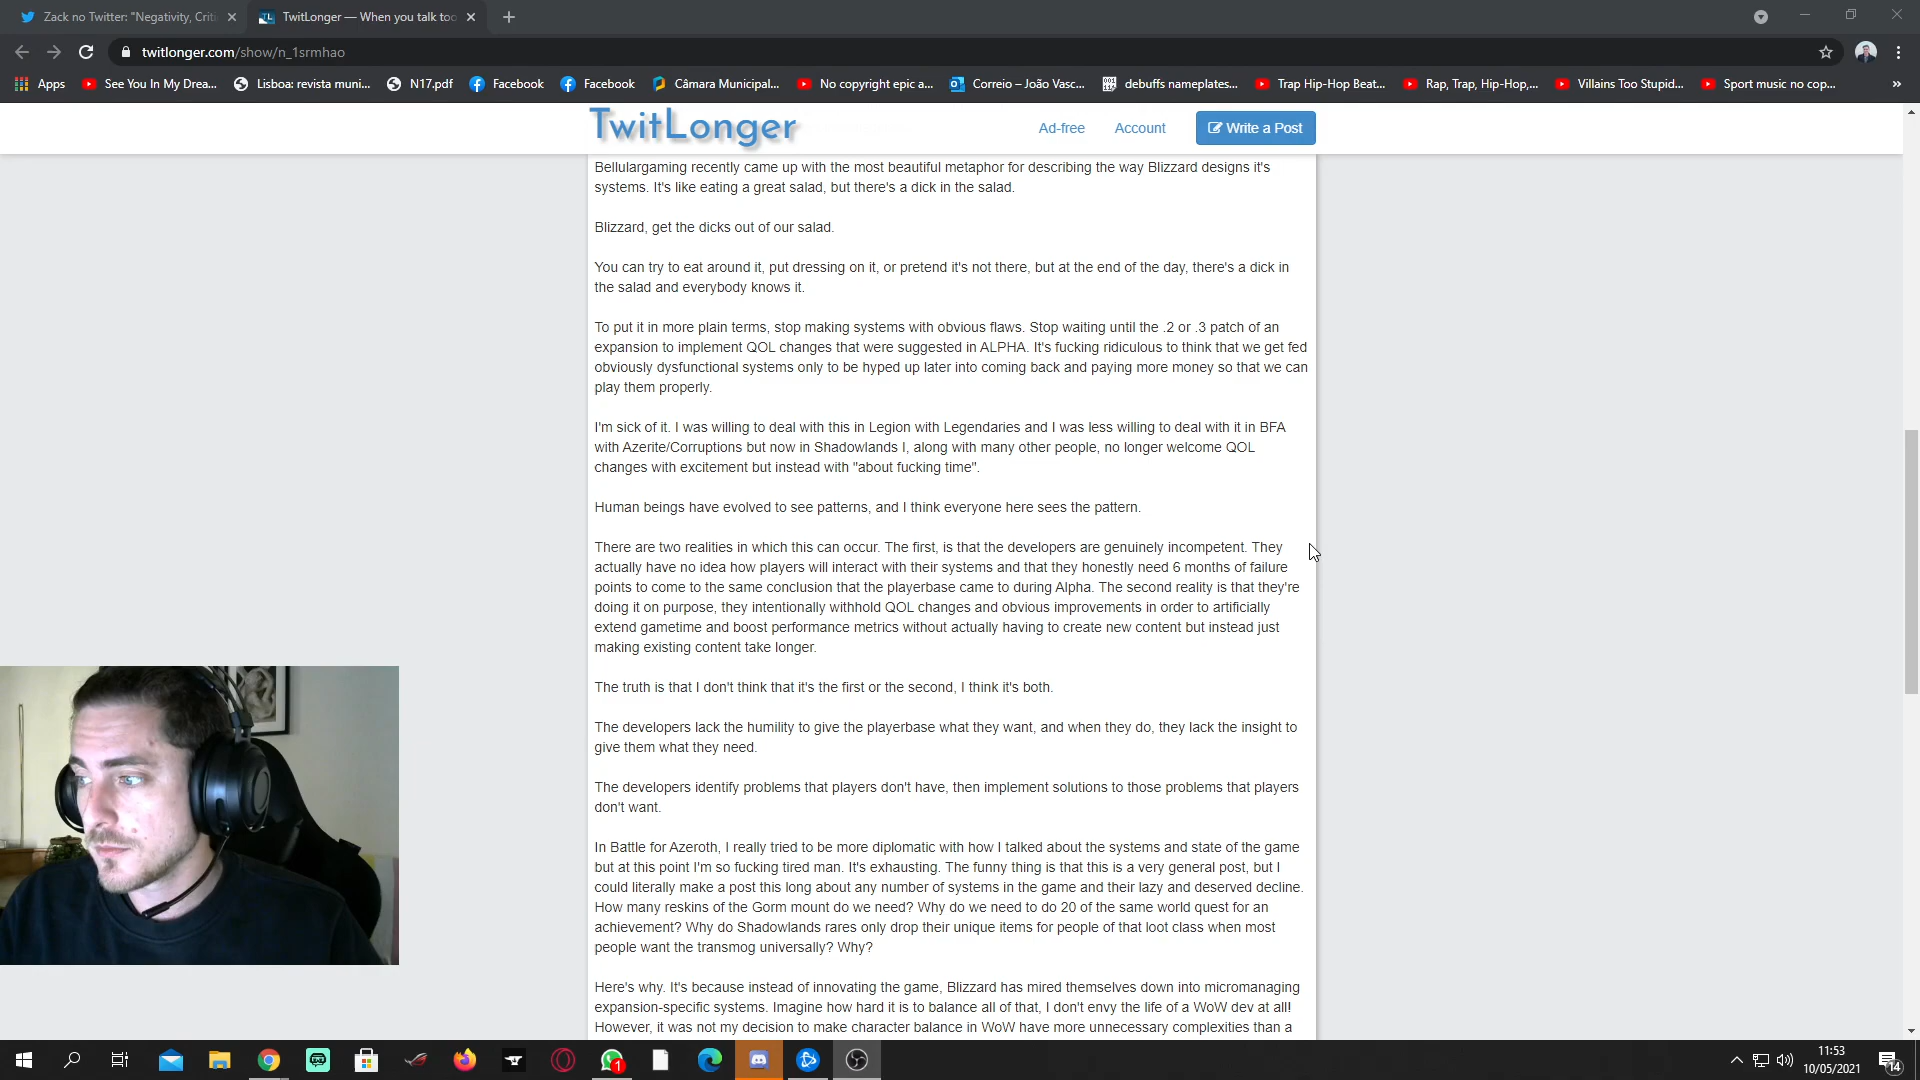 Zack no Twitter: "Negativity, Criti
TwitLonger — When you talk too
twitlonger.com/show/n_1srmhao
Apps
See You In My Drea...
Lisboa: revista muni...
N17.pdf
Facebook
Facebook
Câmara Municipal...
No copyright epic a...
Correio – João Vasc...
debuffs nameplates...
Trap Hip-Hop Beat...
Rap, Trap, Hip-Hop,...
Villains Too Stupid...
Sport music no cop...
»
TwitLonger
Ad-free
Account
Write a Post
Bellulargaming recently came up with the most beautiful metaphor for describing the way Blizzard designs it's
systems. It's like eating a great salad, but there's a dick in the salad.
Blizzard, get the dicks out of our salad.
You can try to eat around it, put dressing on it, or pretend it's not there, but at the end of the day, there's a dick in
the salad and everybody knows it.
To put it in more plain terms, stop making systems with obvious flaws. Stop waiting until the .2 or .3 patch of an
expansion to implement QOL changes that were suggested in ALPHA. It's fucking ridiculous to think that we get fed
obviously dysfunctional systems only to be hyped up later into coming back and paying more money so that we can
play them properly.
I'm sick of it. I was willing to deal with this in Legion with Legendaries and I was less willing to deal with it in BFA
with Azerite/Corruptions but now in Shadowlands I, along with many other people, no longer welcome QOL
changes with excitement but instead with "about fucking time".
Human beings have evolved to see patterns, and I think everyone here sees the pattern.
There are two realities in which this can occur. The first, is that the developers are genuinely incompetent. They
actually have no idea how players will interact with their systems and that they honestly need 6 months of failure
points to come to the same conclusion that the playerbase came to during Alpha. The second reality is that they're
doing it on purpose, they intentionally withhold QOL changes and obvious improvements in order to artificially
extend gametime and boost performance metrics without actually having to create new content but instead just
making existing content take longer.
The truth is that I don't think that it's the first or the second, I think it's both.
The developers lack the humility to give the playerbase what they want, and when they do, they lack the insight to
give them what they need.
The developers identify problems that players don't have, then implement solutions to those problems that players
don't want.
In Battle for Azeroth, I really tried to be more diplomatic with how I talked about the systems and state of the game
but at this point I'm so fucking tired man. It's exhausting. The funny thing is that this is a very general post, but I
could literally make a post this long about any number of systems in the game and their lazy and deserved decline.
How many reskins of the Gorm mount do we need? Why do we need to do 20 of the same world quest for an
achievement? Why do Shadowlands rares only drop their unique items for people of that loot class when most
people want the transmog universally? Why?
Here's why. It's because instead of innovating the game, Blizzard has mired themselves down into micromanaging
expansion-specific systems. Imagine how hard it is to balance all of that, I don't envy the life of a WoW dev at all!
However, it was not my decision to make character balance in WoW have more unnecessary complexities than a
1
11:53
10/05/2021
14